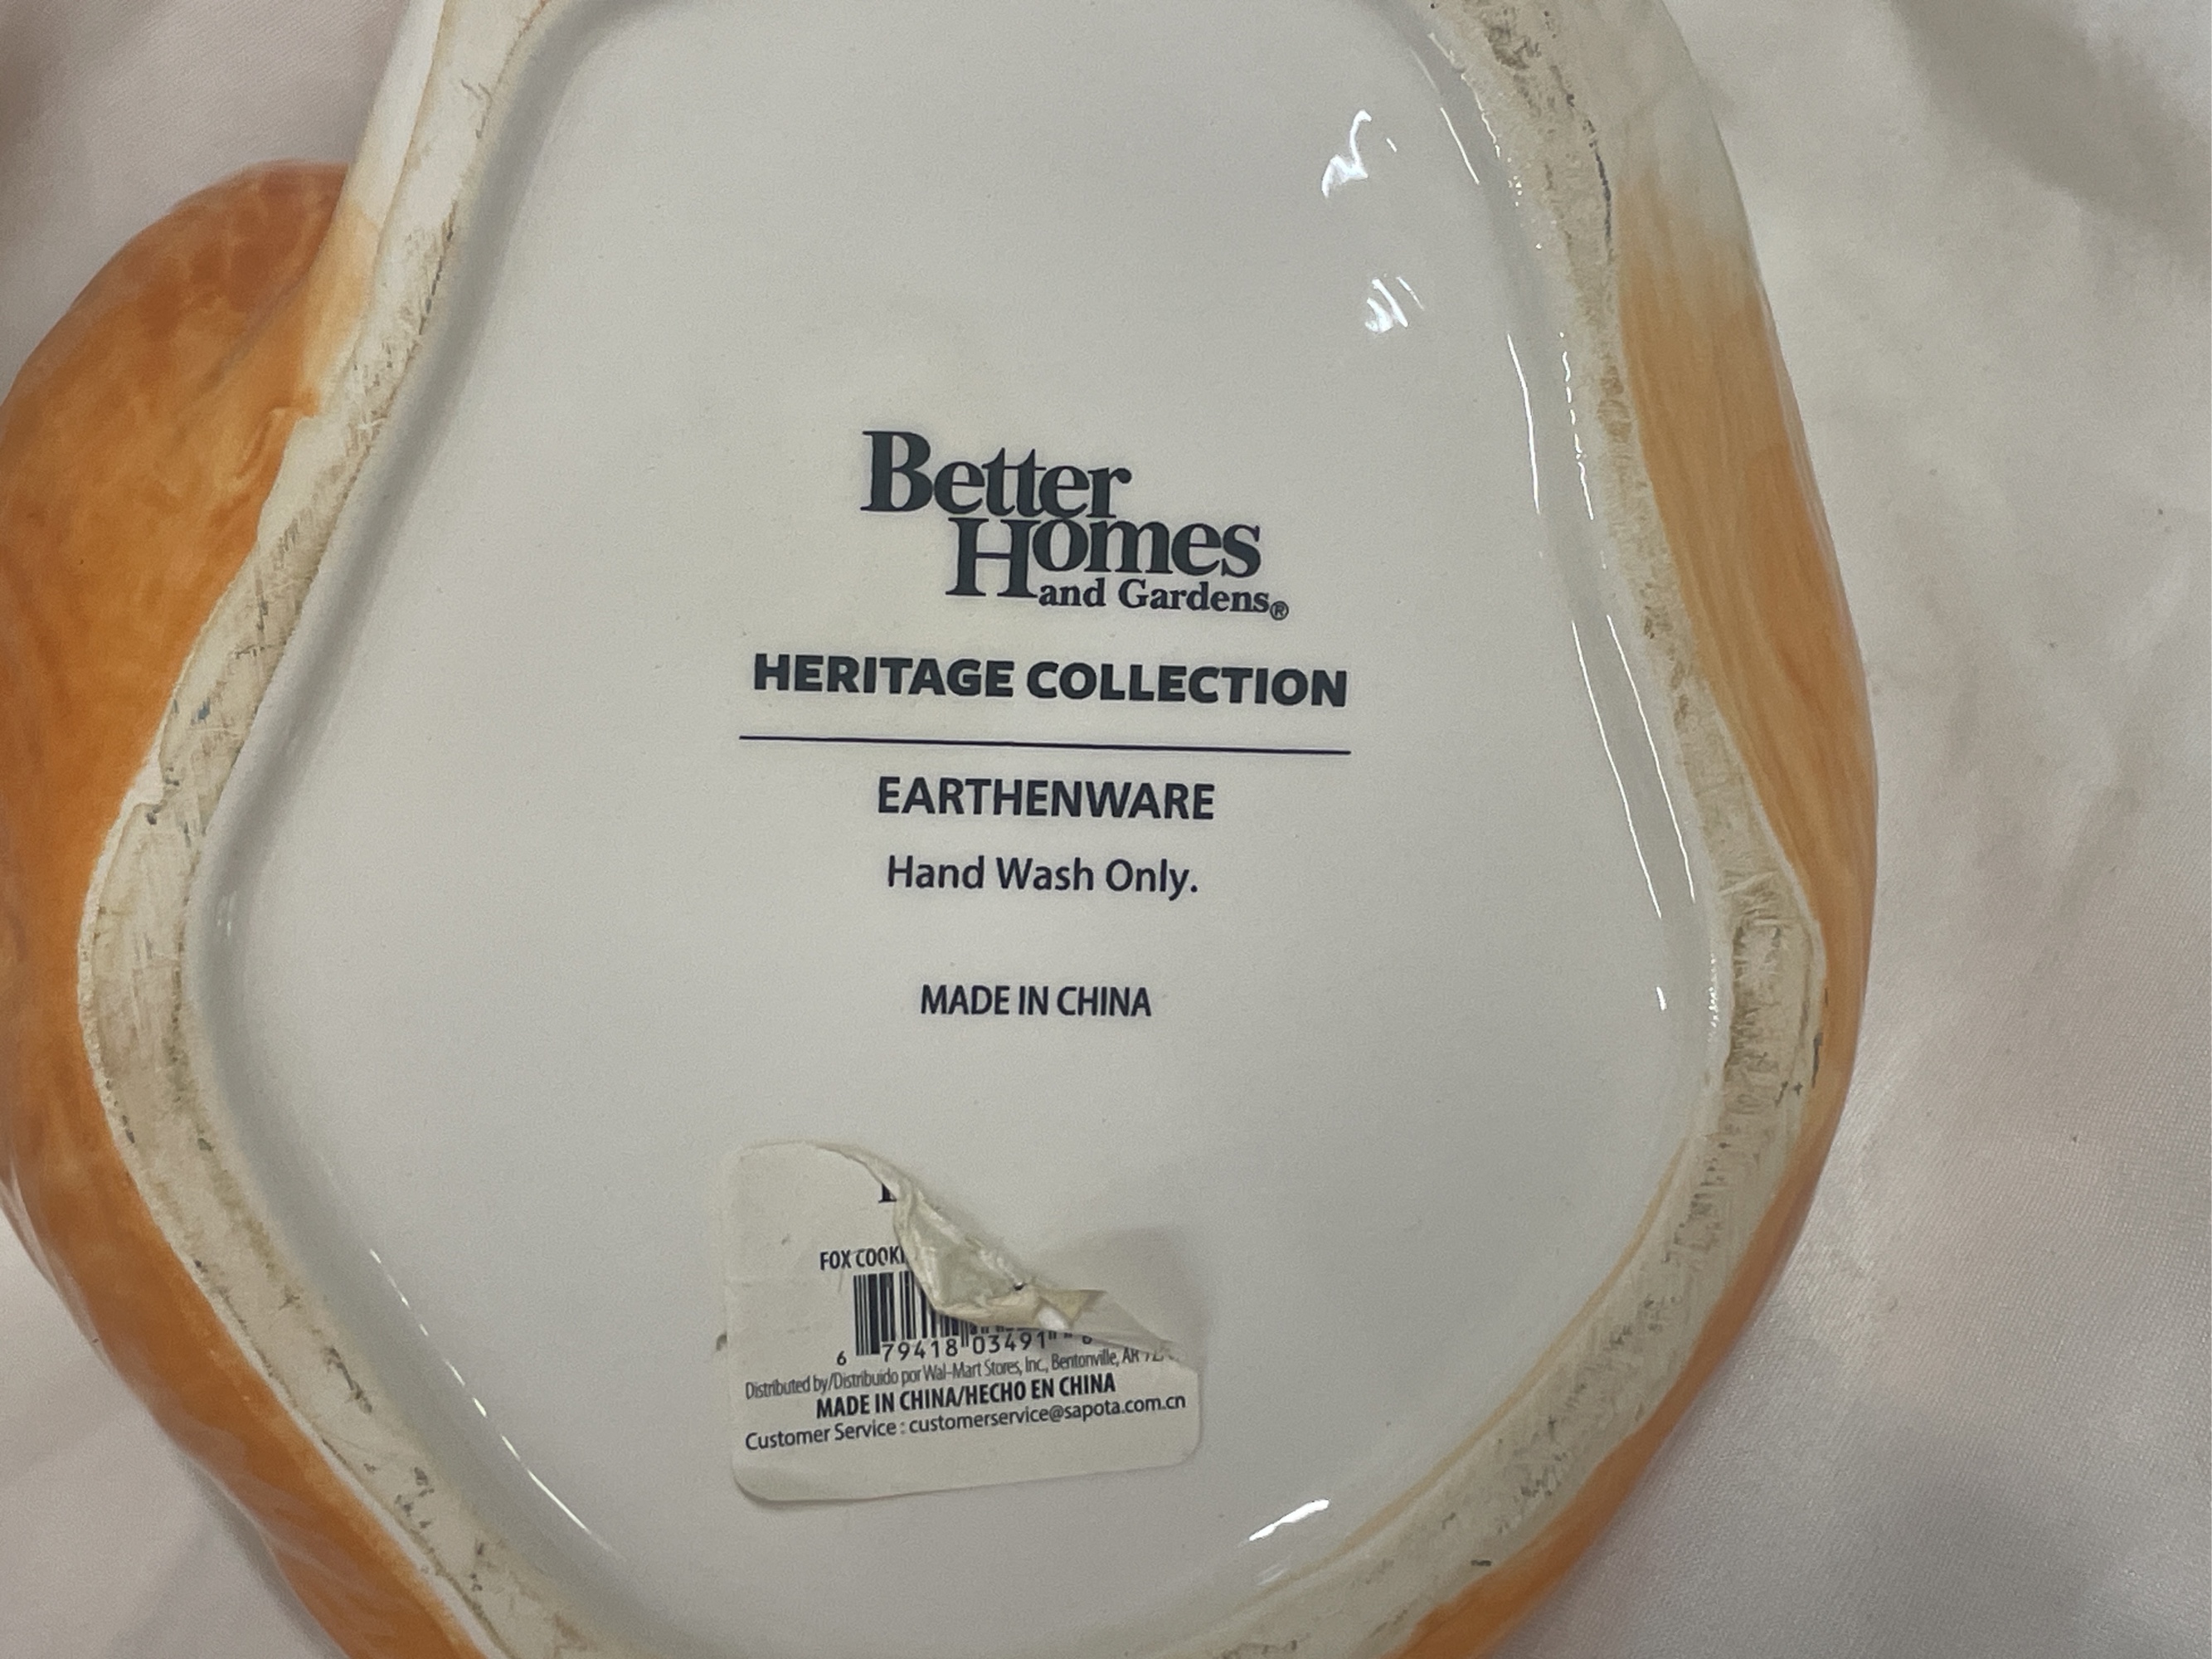 Better
Homes
and Gardens®
HERITAGE COLLECTION
EARTHENWARE
Hand Wash Only.
MADE IN CHINA
FOX
6 79418 03491
Distributed by/Distribuido por Wal-Mart Stores, Inc., Bentonville, AR
MADE IN CHINA/HECHO EN CHINA
Customer Service : customerservice@sapota.com.cn